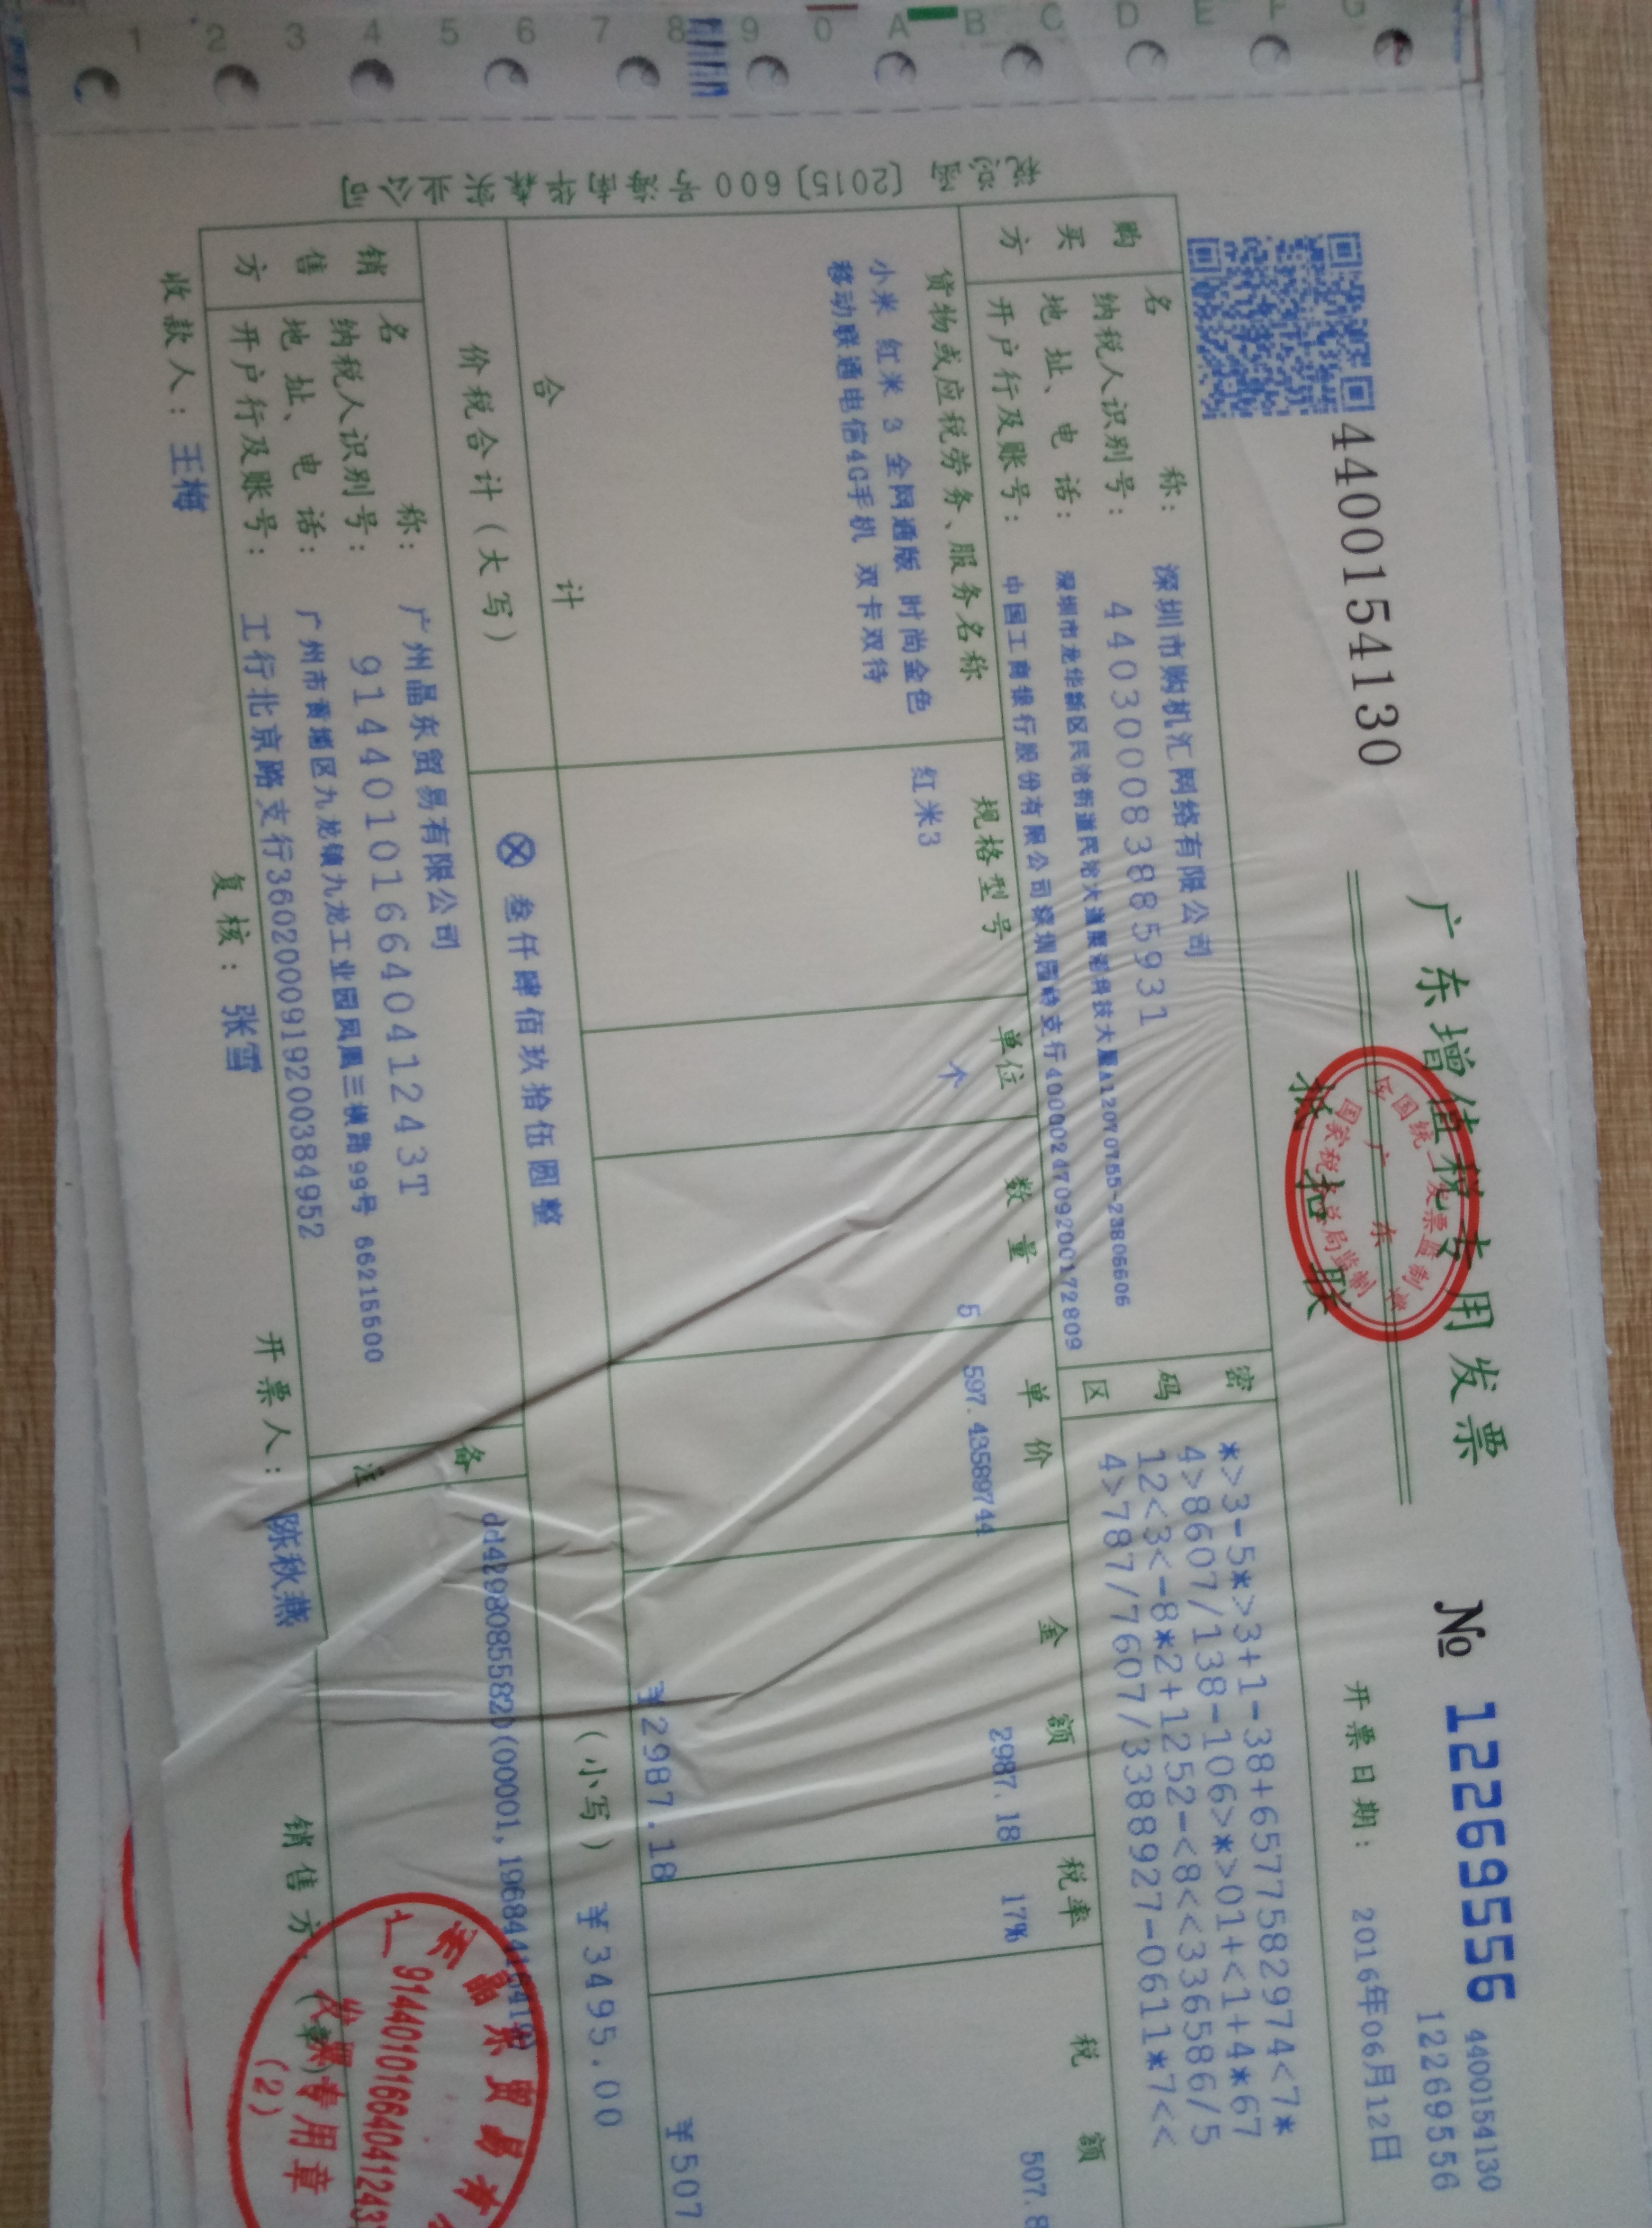 4400154130
广东增值税专用发票
抵扣联
№ 12269556
4400154130
12269556
开票日期: 2016年06月12日
全国统一发票监制章
广东
国家税务总局监制
购买方
名称: 深圳市购机汇网络有限公司
纳税人识别号: 440300083885931
地址、电话: 深圳市龙华新区民治街道民治大道展滔科技大厦A1207 0755-23806606
开户行及账号: 中国工商银行股份有限公司深圳园岭支行4000024709200172809
密码区
*>3-5*>3+1-38+6577582974<7*
4>8607/138-106>*>01+<1+4*67
12<3<-8*2+1252-<8<<336586/5
4>787/7607/3388927-0611*7<<
货物或应税劳务、服务名称 规格型号 单位 数量 单价 金额 税率 税额
小米 红米 3 全网通版 时尚金色 红米3 个 5 597.43589744 2987.18 17% 507.8
移动联通电信4G手机 双卡双待
合计 ¥2987.18 ¥507
价税合计(大写) ⊗ 叁仟肆佰玖拾伍圆整 (小写) ¥3495.00
销售方
名称: 广州晶东贸易有限公司
纳税人识别号: 91440101664041243T
地址、电话: 广州市黄埔区九龙镇九龙工业园凤凰三横路99号 66215500
开户行及账号: 工行北京路支行3602000919200384952
备注
dd42980855820(00001,19684416419)
收款人: 王梅 复核: 张雪 开票人: 陈秋燕 销售方:(章)
广州晶东贸易有
91440101664041243
发票专用章
(2)
税总函〔2015〕600号海南华森实业公司
1 2 3 4 5 6 7 8 9 0 A B C D E F G